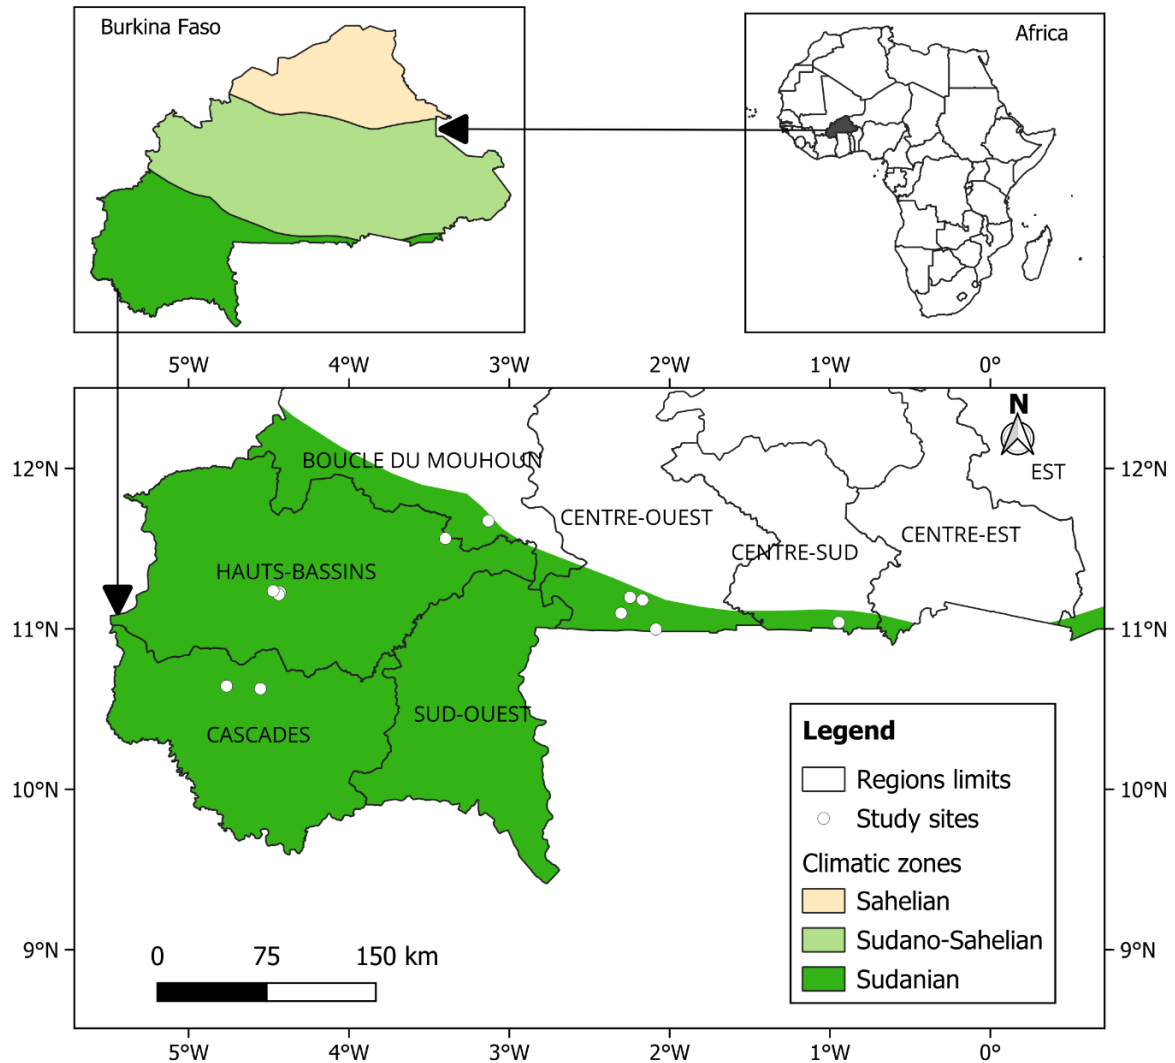 Burkina Faso
Africa
5°W 4°W 3°W 2°W 1°W 0°
N
12°N
BOUCLE DU MOUHOUN
12°N
EST
CENTRE-OUEST
CENTRE-SUD
CENTRE-EST
HAUTS-BASSINS
11°N
11°N
SUD-OUEST
CASCADES
Legend
Regions limits
Study sites
Climatic zones
Sahelian
Sudano-Sahelian
Sudanian
10°N
10°N
9°N
9°N
0 75 150 km
5°W 4°W 3°W 2°W 1°W 0°